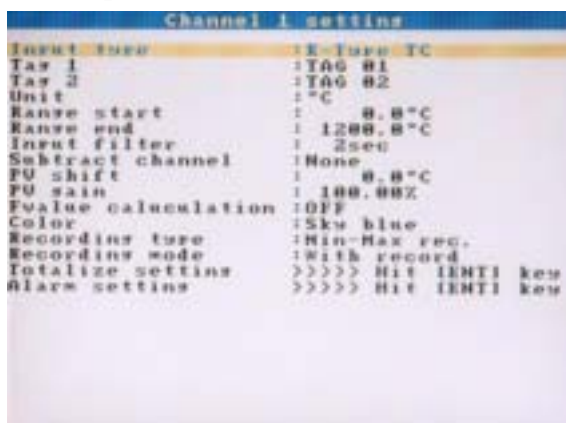 Channel 1 setting
Input type :K-Type TC
Tag 1 :TAG 01
Tag 2 :TAG 02
Unit :°C
Range start : 0.0°C
Range end : 1200.0°C
Input filter : 2sec
Subtract channel :None
PV shift : 0.0°C
PV gain : 100.00%
Fvalue caluculation :OFF
Color :Sky blue
Recording type :Min-Max rec.
Recording mode :With record
Totalize setting >>>>> Hit [ENT] key
Alarm setting >>>>> Hit [ENT] key